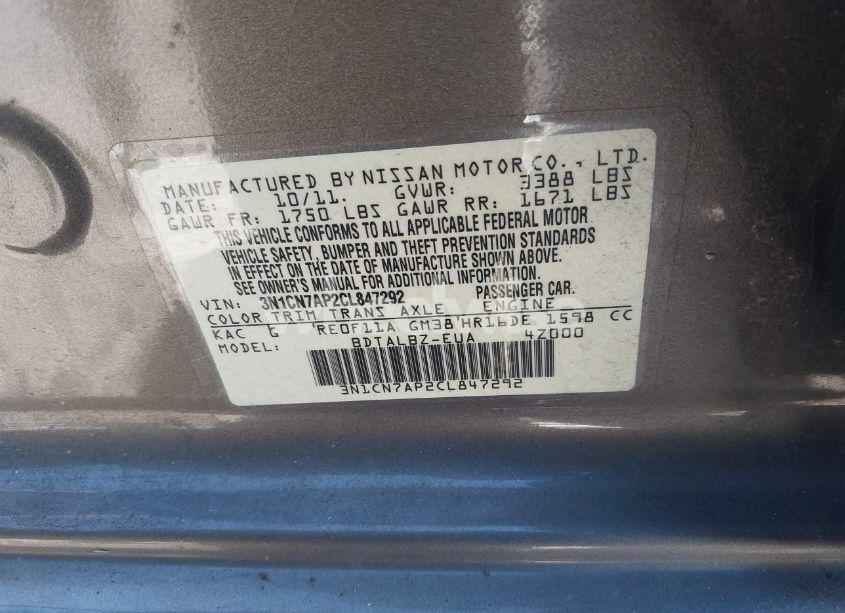 MANUFACTURED BY NISSAN MOTOR CO., LTD.
DATE: 10/11. GVWR: 3388 LBS
GAWR FR: 1750 LBS GAWR RR: 1671 LBS
THIS VEHICLE CONFORMS TO ALL APPLICABLE FEDERAL MOTOR
VEHICLE SAFETY, BUMPER AND THEFT PREVENTION STANDARDS
IN EFFECT ON THE DATE OF MANUFACTURE SHOWN ABOVE.
SEE OWNER'S MANUAL FOR ADDITIONAL INFORMATION.
VIN: 3N1CN7AP2CL847292 PASSENGER CAR.
COLOR TRIM TRANS AXLE ENGINE
KAC G RE0F11A GM38 HR16DE 1598 CC
MODEL: BDTALBZ-EUA 4Z000
3N1CN7AP2CL847292